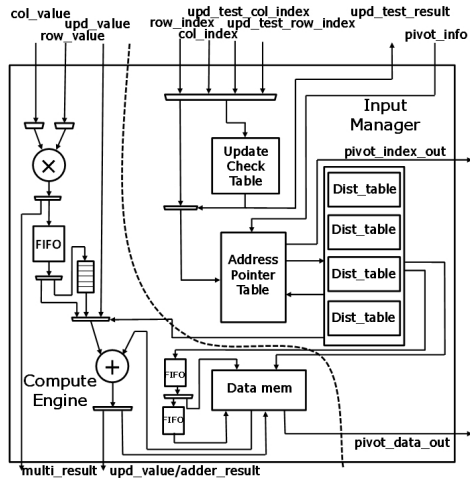 col_value
upd_value
row_value
upd_test_col_index
row_index
upd_test_row_index
col_index
upd_test_result
pivot_info
Input
Manager
pivot_index_out
Update
Check
Table
Dist_table
Dist_table
Dist_table
Dist_table
Address
Pointer
Table
FIFO
FIFO
FIFO
Data mem
Compute
Engine
pivot_data_out
multi_result
upd_value/adder_result